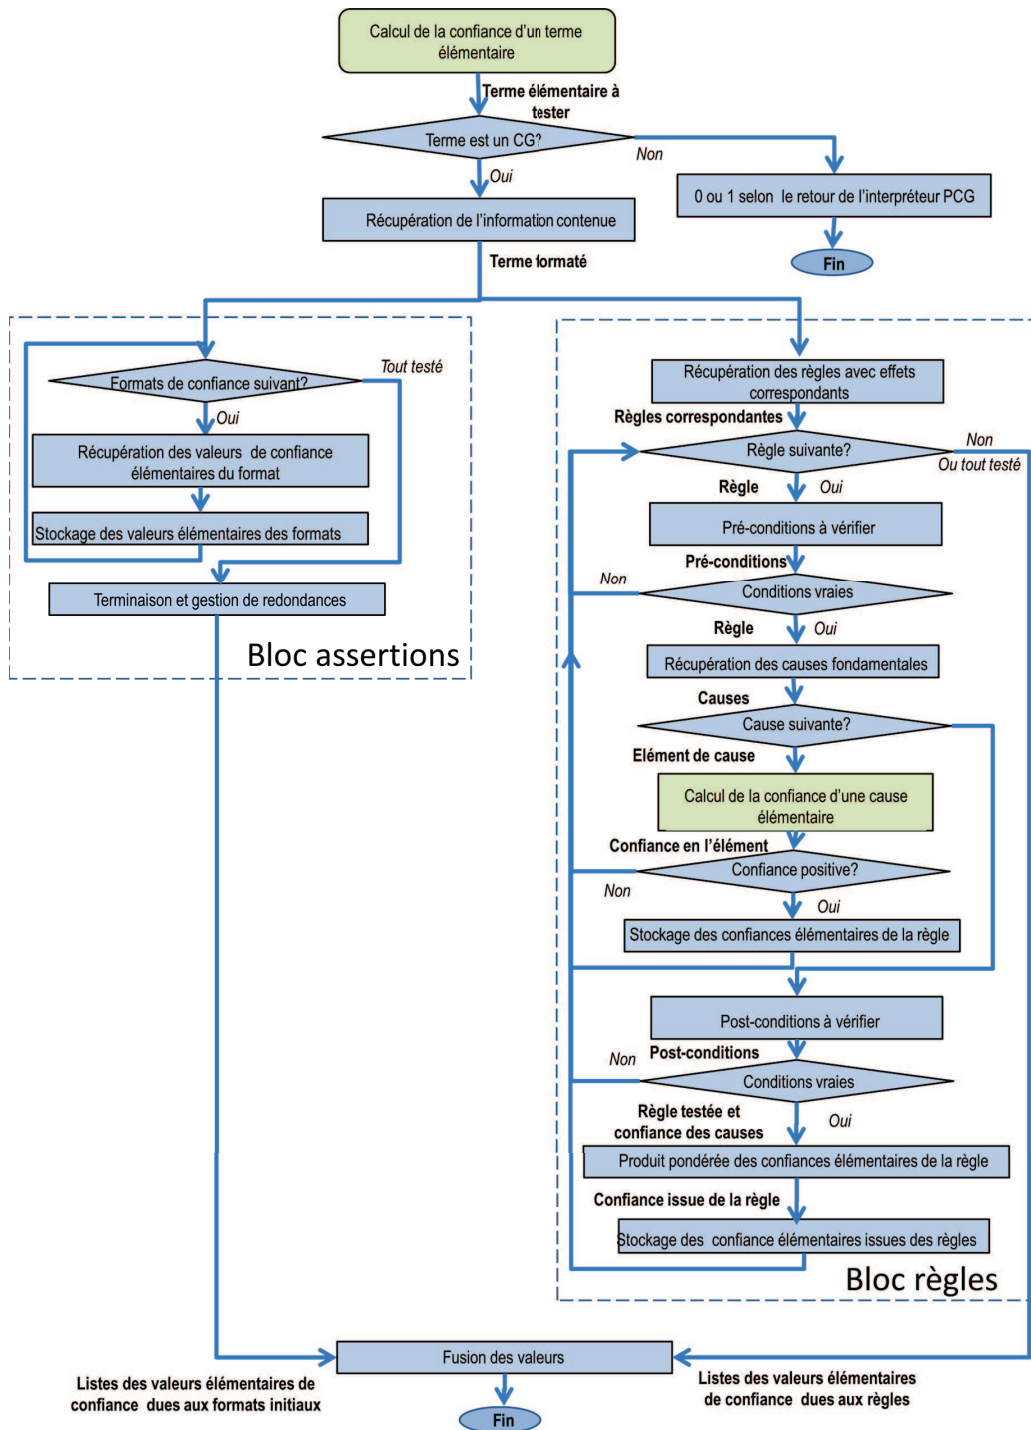 Calcul de la confiance d'un terme
élémentaire
Terme élémentaire à
tester
Terme est un CG?
Non
Oui
0 ou 1 selon le retour de l'interpréteur PCG
Récupération de l'information contenue
Fin
Terme formaté
Tout testé
Formats de confiance suivant?
Oui
Récupération des valeurs de confiance
élémentaires du format
Stockage des valeurs élémentaires des formats
Terminaison et gestion de redondances
Bloc assertions
Récupération des règles avec effets
correspondants
Règles correspondantes
Non
Règle suivante?
Ou tout testé
Règle
Oui
Pré-conditions à vérifier
Pré-conditions
Non
Conditions vraies
Règle
Oui
Récupération des causes fondamentales
Causes
Cause suivante?
Elément de cause
Calcul de la confiance d'une cause
élémentaire
Confiance en l'élément
Confiance positive?
Non
Oui
Stockage des confiances élémentaires de la règle
Post-conditions à vérifier
Post-conditions
Non
Conditions vraies
Règle testée et
confiance des causes
Oui
Produit pondérée des confiances élémentaires de la règle
Confiance issue de la règle
Stockage des confiance élémentaires issues des règles
Bloc règles
Fusion des valeurs
Listes des valeurs élémentaires de
confiance dues aux formats initiaux
Listes des valeurs élémentaires
de confiance dues aux règles
Fin